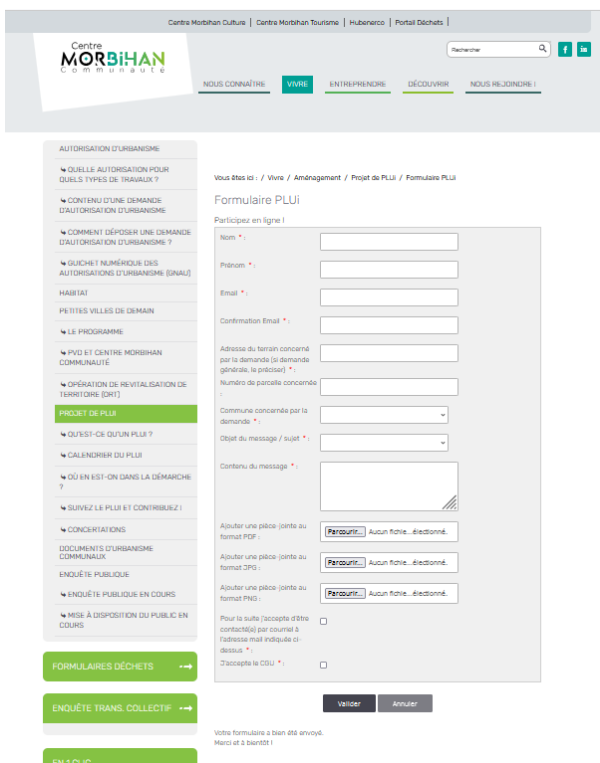 Centre Morbihan Culture | Centre Morbihan Tourisme | Hubenerco | Portail Déchets |
Centre
MORBiHAN
Communauté
Rechercher
NOUS CONNAÎTRE
VIVRE
ENTREPRENDRE
DÉCOUVRIR
NOUS REJOINDRE !
AUTORISATION D'URBANISME
QUELLE AUTORISATION POUR
QUELS TYPES DE TRAVAUX ?
CONTENU D'UNE DEMANDE
D'AUTORISATION D'URBANISME
COMMENT DÉPOSER UNE DEMANDE
D'AUTORISATION D'URBANISME ?
GUICHET NUMÉRIQUE DES
AUTORISATIONS D'URBANISME (GNAU)
HABITAT
PETITES VILLES DE DEMAIN
LE PROGRAMME
PVD ET CENTRE MORBIHAN
COMMUNAUTÉ
OPÉRATION DE REVITALISATION DE
TERRITOIRE (ORT)
PROJET DE PLUI
QU'EST-CE QU'UN PLUI ?
CALENDRIER DU PLUI
OÙ EN EST-ON DANS LA DÉMARCHE
?
SUIVEZ LE PLUI ET CONTRIBUEZ !
CONCERTATIONS
DOCUMENTS D'URBANISME
COMMUNAUX
ENQUÊTE PUBLIQUE
ENQUÊTE PUBLIQUE EN COURS
MISE À DISPOSITION DU PUBLIC EN
COURS
FORMULAIRES DÉCHETS
ENQUÊTE TRANS. COLLECTIF
EN 1 CLIC
Vous êtes ici : / Vivre / Aménagement / Projet de PLUi / Formulaire PLUi
Formulaire PLUi
Participez en ligne !
Nom * :
Prénom * :
Email * :
Confirmation Email * :
Adresse du terrain concerné
par la demande (si demande
générale, le préciser) * :
Numéro de parcelle concernée
:
Commune concernée par la
demande * :
Objet du message / sujet * :
Contenu du message * :
Ajouter une pièce-jointe au
format PDF :
Parcourir... Aucun fichie...électionné.
Ajouter une pièce-jointe au
format JPG :
Parcourir... Aucun fichie...électionné.
Ajouter une pièce-jointe au
format PNG :
Parcourir... Aucun fichie...électionné.
Pour la suite j'accepte d'être
contacté(e) par courriel à
l'adresse mail indiquée ci-
dessus * :
J'accepte le CGU * :
Valider
Annuler
Votre formulaire a bien été envoyé.
Merci et à bientôt !